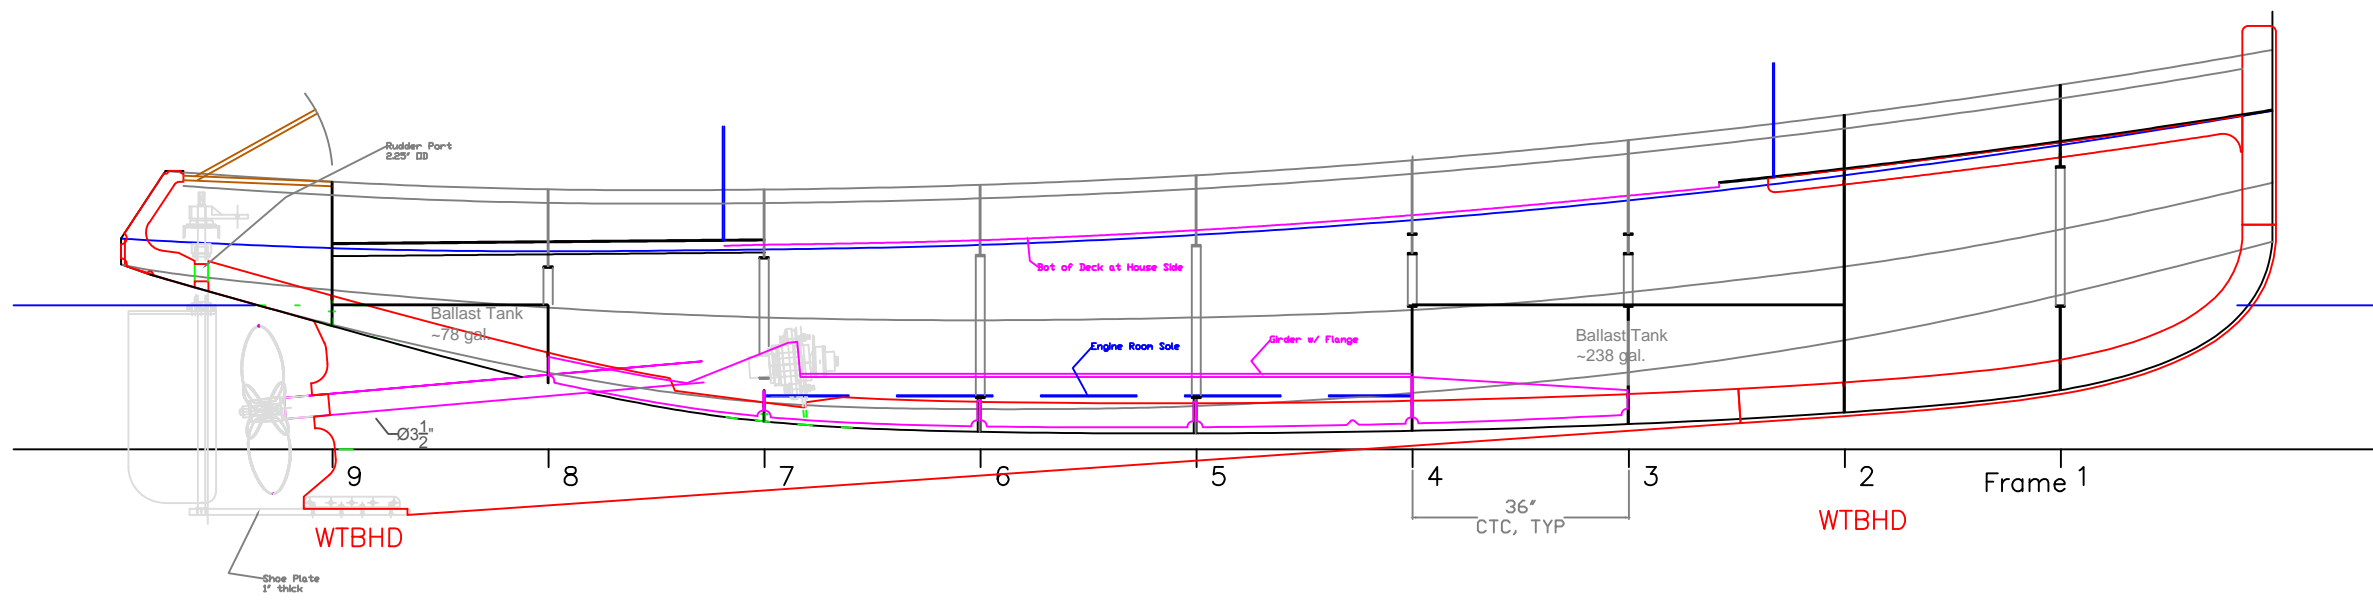 Rudder Port
2.25" OD
Bot of Deck at House Side
Ballast Tank
~78 gal.
Engine Room Sole
Girder w/ Flange
Ballast Tank
~238 gal.
Ø3 1/2"
9
8
7
6
5
4
3
2
Frame 1
36"
CTC, TYP
WTBHD
WTBHD
Shoe Plate
1" thick